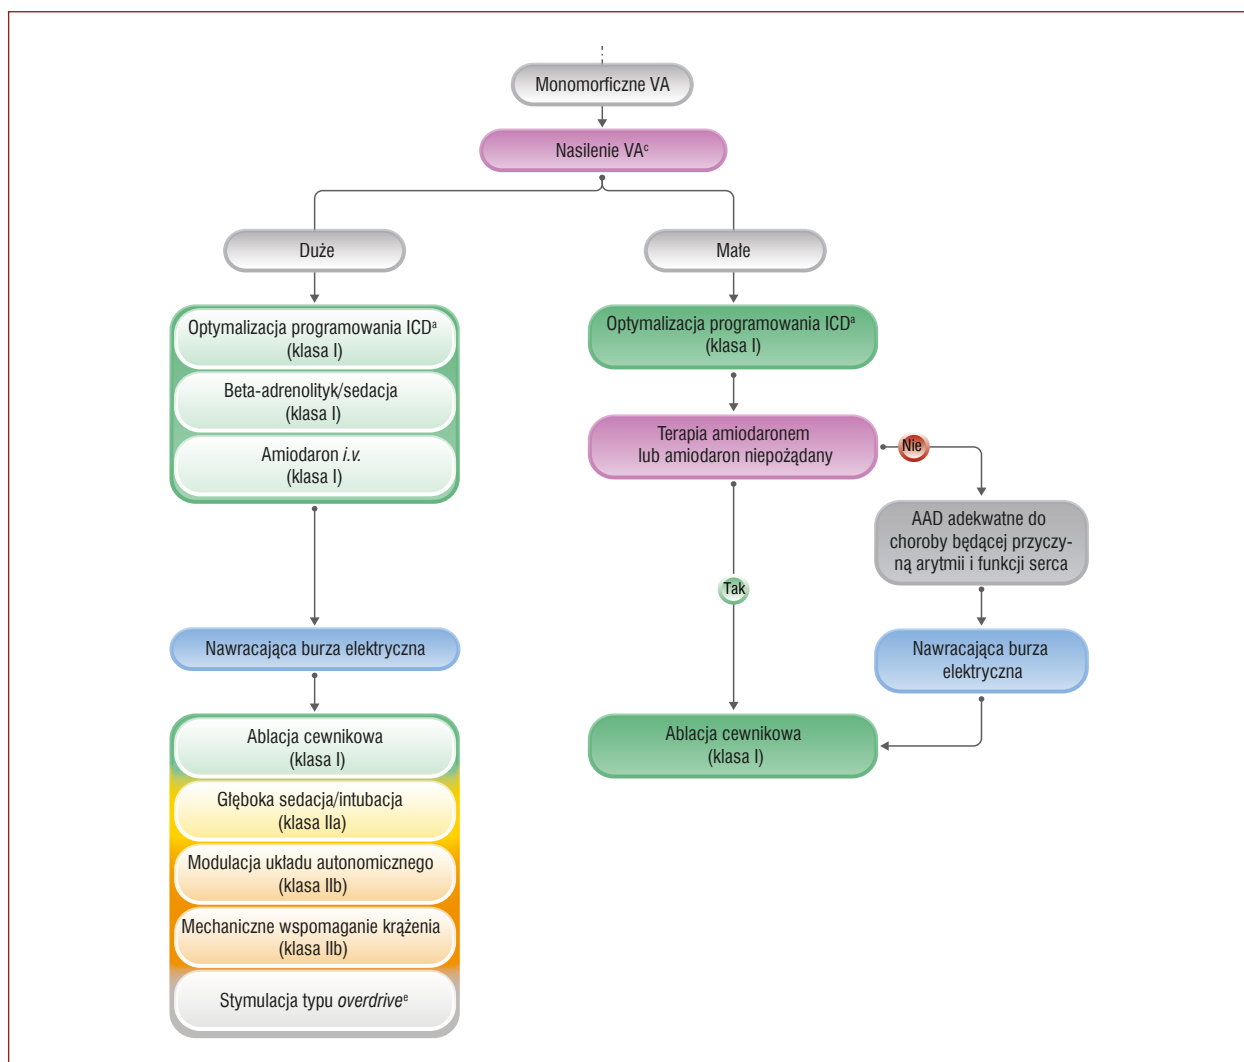 Monomorficzne VA
Nasilenie VAᶜ
Duże
Małe
Optymalizacja programowania ICDᵃ
(klasa I)
Beta-adrenolityk/sedacja
(klasa I)
Amiodaron i.v.
(klasa I)
Optymalizacja programowania ICDᵃ
(klasa I)
Terapia amiodaronem
lub amiodaron niepożądany
Nie
AAD adekwatne do
choroby będącej przyczy-
ną arytmii i funkcji serca
Tak
Nawracająca burza elektryczna
Nawracająca burza
elektryczna
Ablacja cewnikowa
(klasa I)
Głęboka sedacja/intubacja
(klasa IIa)
Modulacja układu autonomicznego
(klasa IIb)
Mechaniczne wspomaganie krążenia
(klasa IIb)
Stymulacja typu overdriveᵉ
Ablacja cewnikowa
(klasa I)